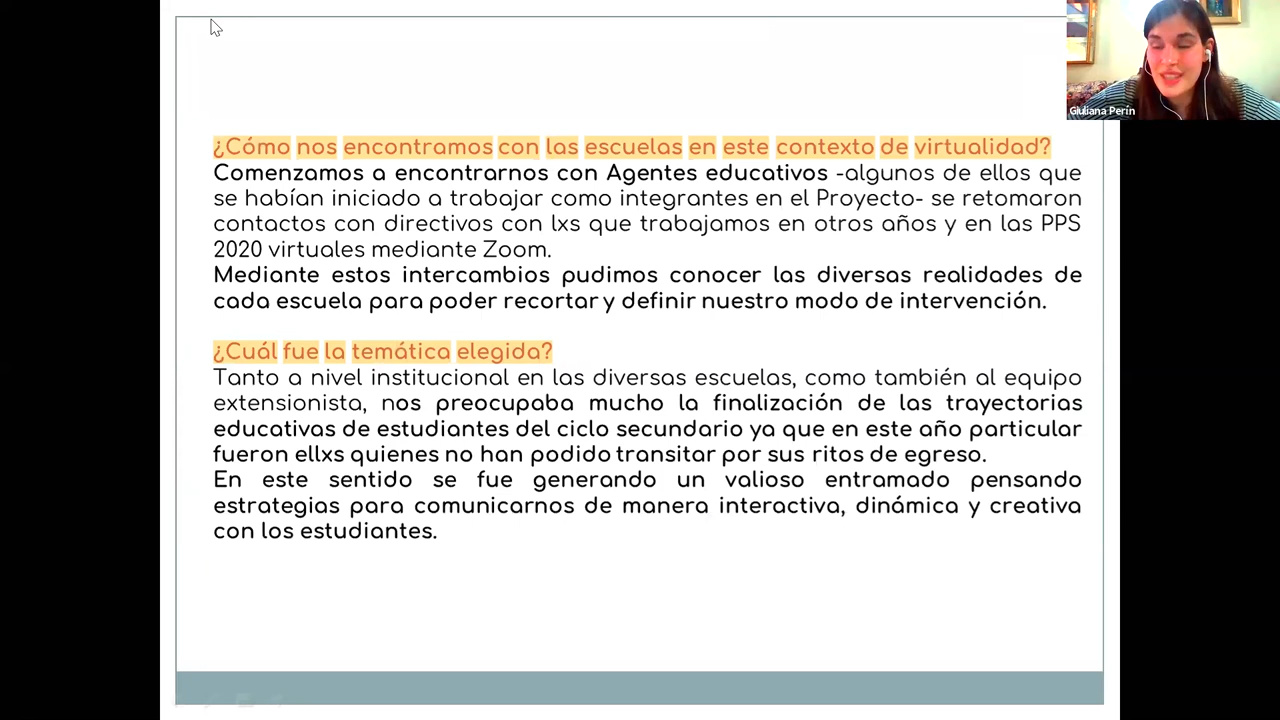 Giuliana Perín
¿Cómo nos encontramos con las escuelas en este contexto de virtualidad?
Comenzamos a encontrarnos con Agentes educativos -algunos de ellos que
se habían iniciado a trabajar como integrantes en el Proyecto- se retomaron
contactos con directivos con lxs que trabajamos en otros años y en las PPS
2020 virtuales mediante Zoom.
Mediante estos intercambios pudimos conocer las diversas realidades de
cada escuela para poder recortar y definir nuestro modo de intervención.
¿Cuál fue la temática elegida?
Tanto a nivel institucional en las diversas escuelas, como también al equipo
extensionista, nos preocupaba mucho la finalización de las trayectorias
educativas de estudiantes del ciclo secundario ya que en este año particular
fueron ellxs quienes no han podido transitar por sus ritos de egreso.
En este sentido se fue generando un valioso entramado pensando
estrategias para comunicarnos de manera interactiva, dinámica y creativa
con los estudiantes.